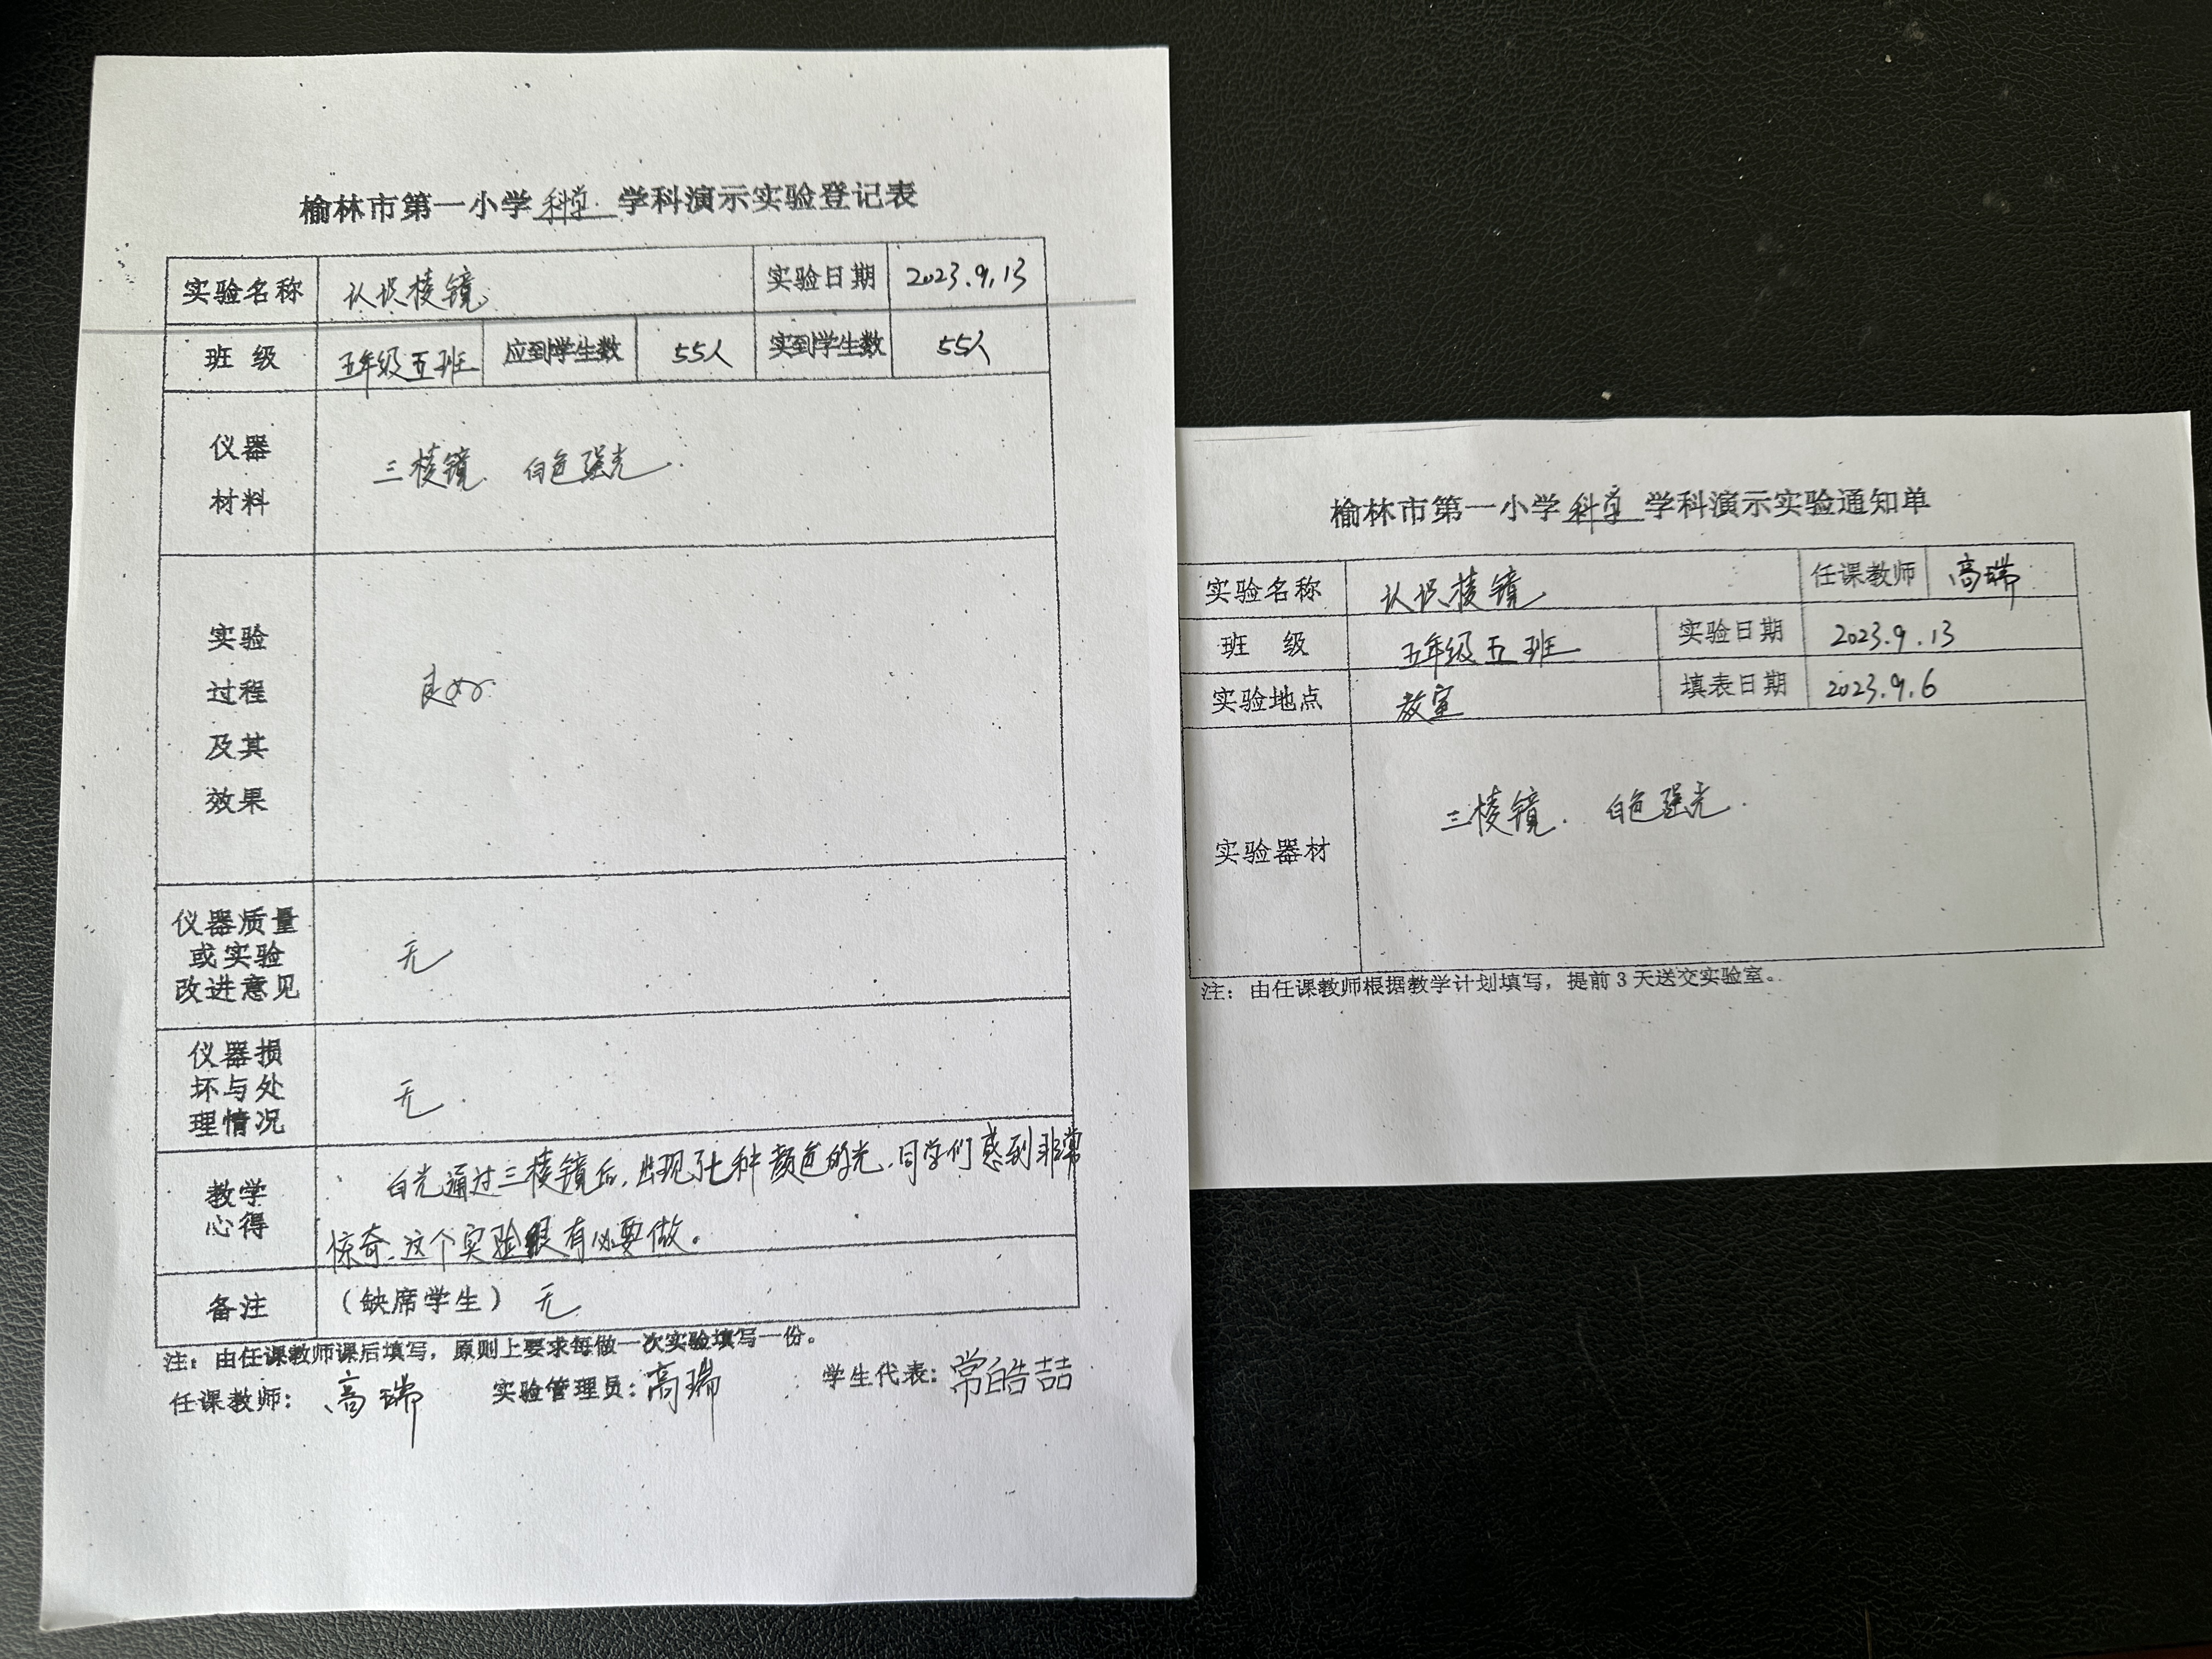 榆林市第一小学科学学科演示实验登记表
实验名称 认识棱镜 实验日期 2023.9.13
班 级 五年级五班 应到学生数 55人 实到学生数 55人
仪器
材料
三棱镜 白色强光.
实验
过程
及其
效果
良好.
仪器质量
或实验
改进意见
无
仪器损
坏与处
理情况
无.
教学
心得
白光通过三棱镜后,出现了七种颜色的光.同学们感到非常
惊奇.这个实验很有必要做。
备注 (缺席学生) 无
注:由任课教师课后填写,原则上要求每做一次实验填写一份。
任课教师: 高瑞 实验管理员:高瑞 学生代表:常皓喆
榆林市第一小学科学学科演示实验通知单
实验名称 认识棱镜 任课教师 高瑞
班 级 五年级五班 实验日期 2023.9.13
实验地点 教室 填表日期 2023.9.6
实验器材 三棱镜. 白色强光.
注:由任课教师根据教学计划填写,提前3天送交实验室。